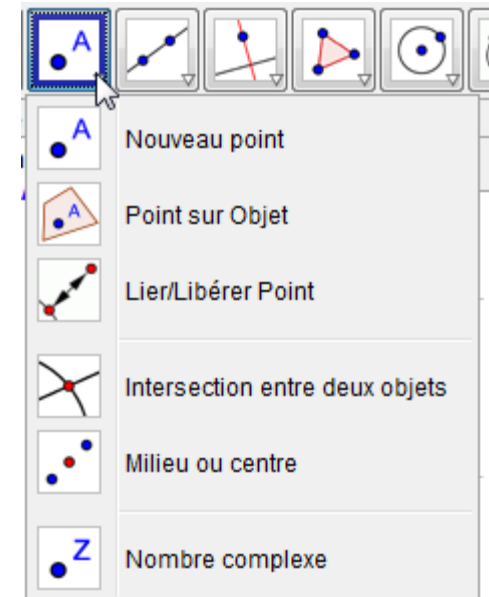 A
A
Nouveau point
A
Point sur Objet
Lier/Libérer Point
Intersection entre deux objets
Milieu ou centre
Z
Nombre complexe